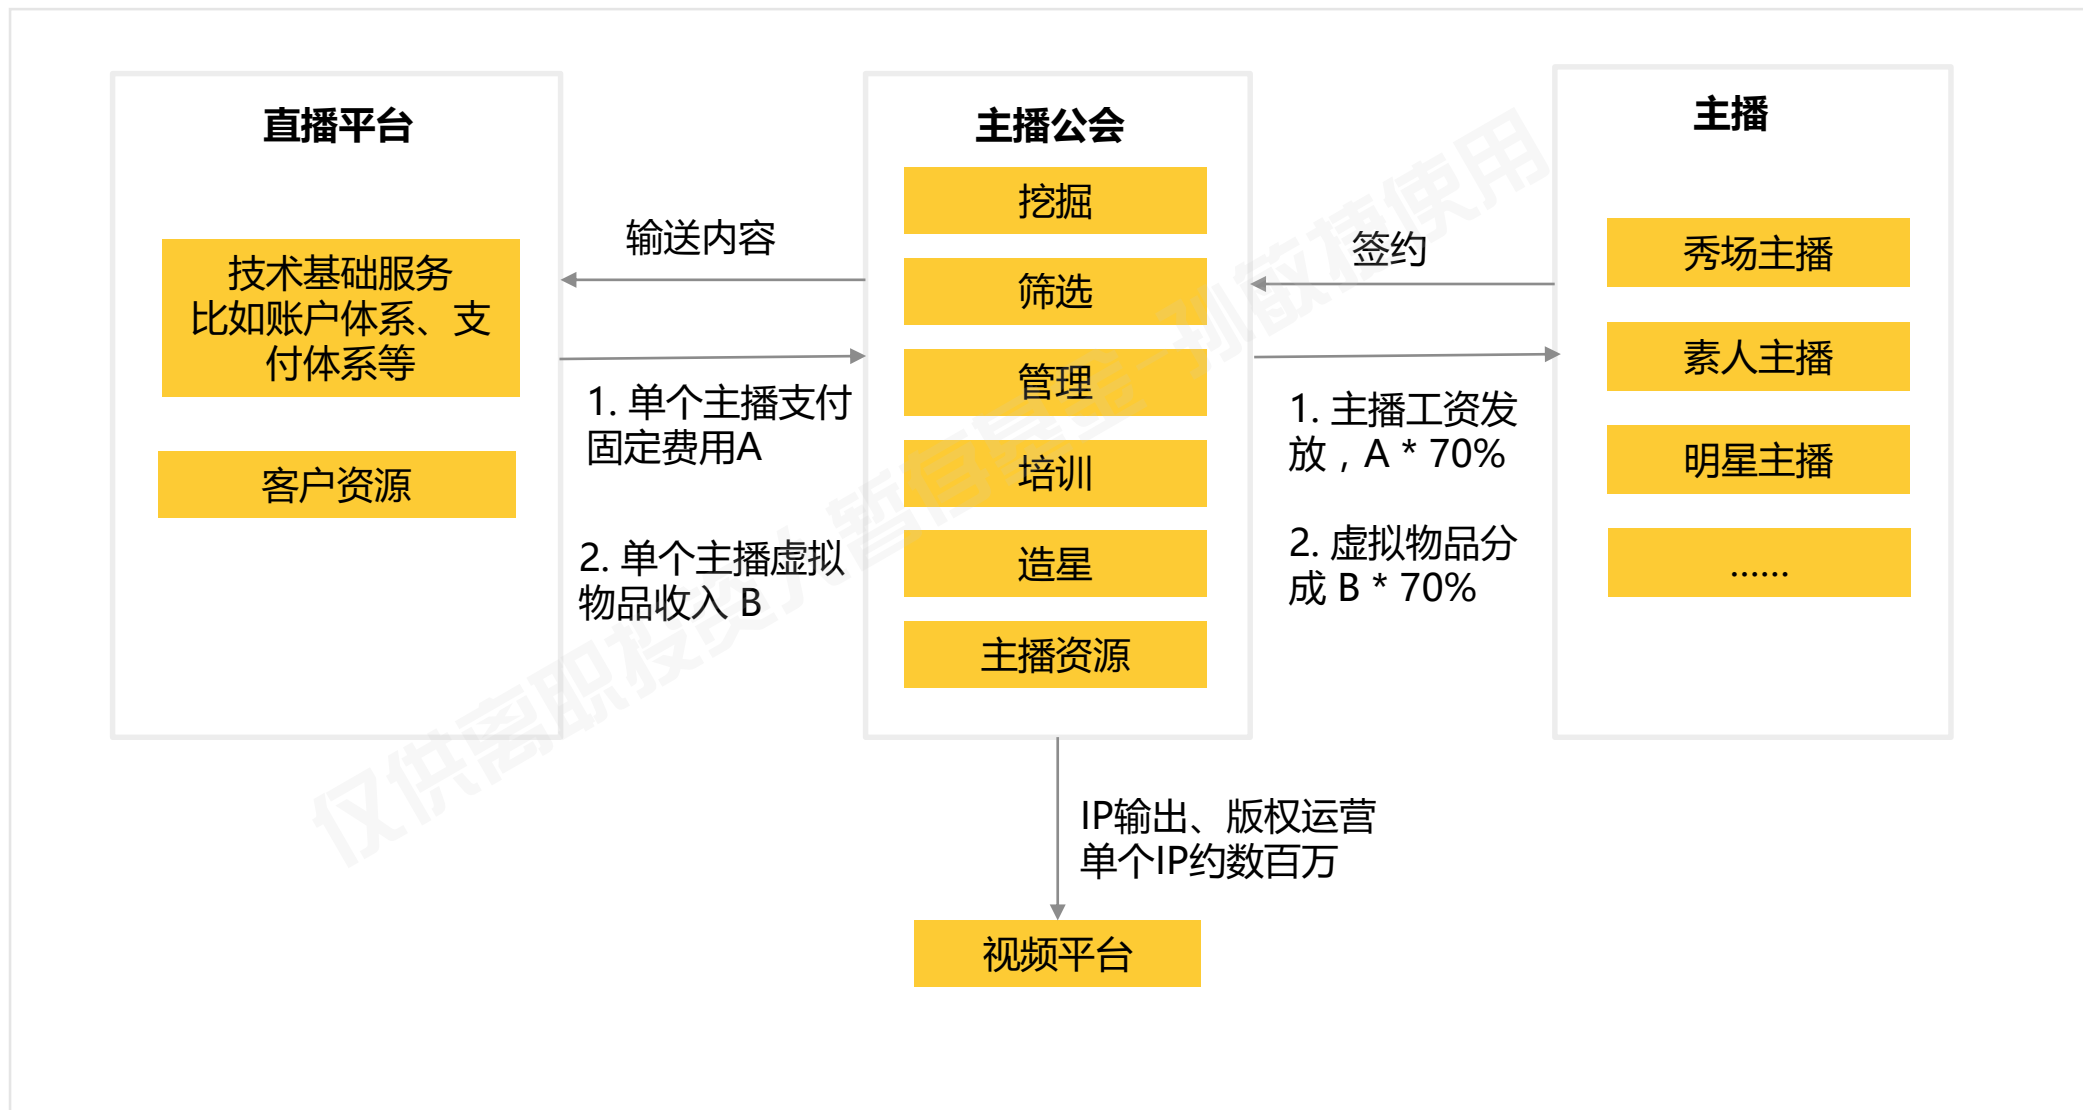 直播平台
技术基础服务
比如账户体系、支
付体系等
客户资源
输送内容
1. 单个主播支付
固定费用A
2. 单个主播虚拟
物品收入 B
主播公会
挖掘
筛选
管理
培训
造星
主播资源
签约
1. 主播工资发
放，A * 70%
2. 虚拟物品分
成 B * 70%
主播
秀场主播
素人主播
明星主播
......
IP输出、版权运营
单个IP约数百万
视频平台